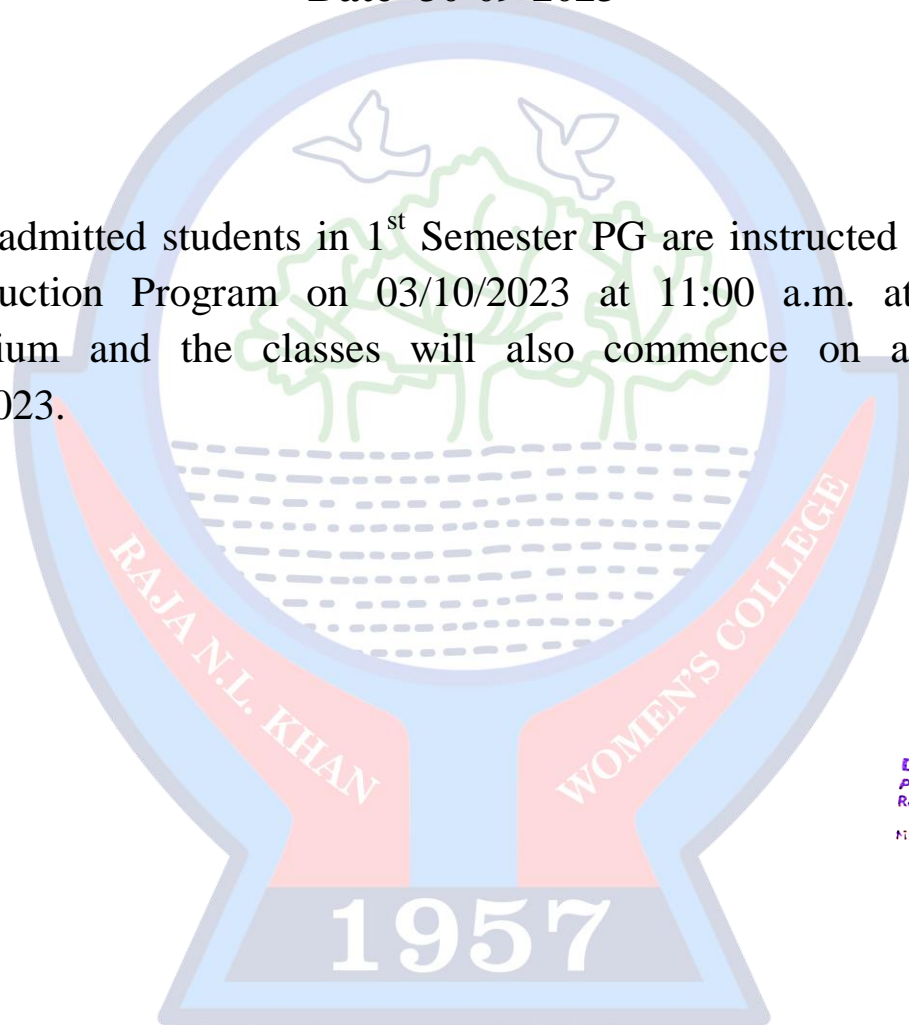 admitted students in 1st Semester PG are instructed
uction Program on 03/10/2023 at 11:00 a.m. at
ium and the classes will also commence on a
023.
RAJA N.L. KHAN
WOMEN'S COLLEGE
1957